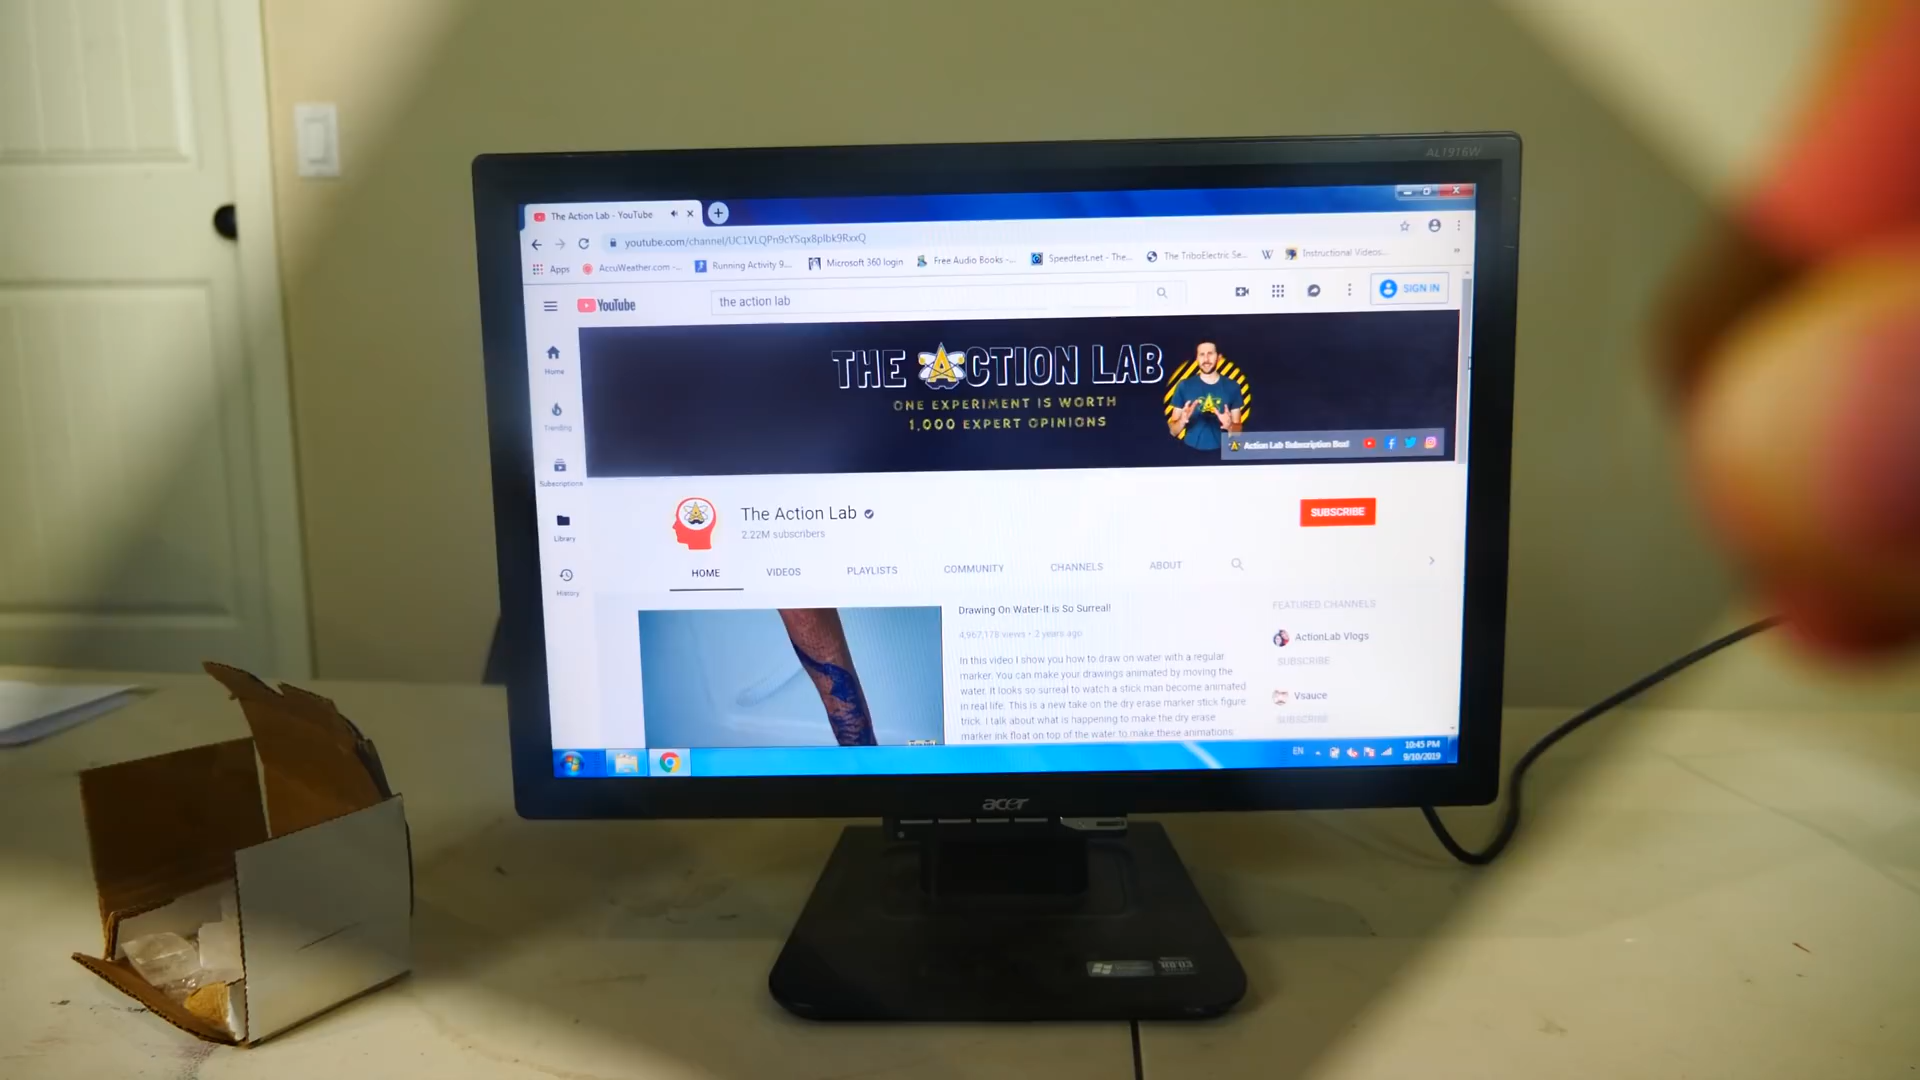 AL1916W
The Action Lab - YouTube
youtube.com/channel/UC1VLQPn9cYSqx8plbk9RxxQ
Apps AccuWeather.com -... Running Activity 9.... Microsoft 360 login Free Audio Books -... Speedtest.net - The... The TriboElectric Se... W Instructional Videos...
YouTube the action lab SIGN IN
THE ACTION LAB
ONE EXPERIMENT IS WORTH
1,000 EXPERT OPINIONS
Action Lab Subscription Box!
Home
Trending
Subscriptions
Library
History
The Action Lab
2.22M subscribers
SUBSCRIBE
HOME VIDEOS PLAYLISTS COMMUNITY CHANNELS ABOUT
Drawing On Water-It is So Surreal!
4,967,178 views • 2 years ago
In this video I show you how to draw on water with a regular
marker. You can make your drawings animated by moving the
water. It looks so surreal to watch a stick man become animated
in real life. This is a new take on the dry erase marker stick figure
trick. I talk about what is happening to make the dry erase
marker ink float on top of the water to make these animations
FEATURED CHANNELS
ActionLab Vlogs
SUBSCRIBE
Vsauce
SUBSCRIBE
EN 10:45 PM
9/10/2019
acer